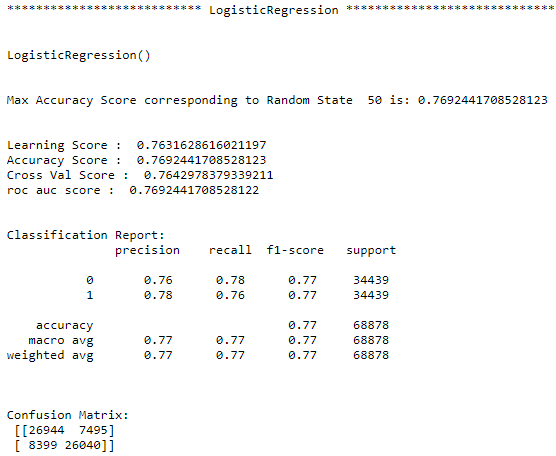 *************************** LogisticRegression *****************************
LogisticRegression()
Max Accuracy Score corresponding to Random State  50 is: 0.7692441708528123
Learning Score :  0.7631628616021197
Accuracy Score :  0.7692441708528123
Cross Val Score :  0.7642978379339211
roc auc score :  0.7692441708528122
Classification Report:
              precision    recall  f1-score   support
           0       0.76      0.78      0.77     34439
           1       0.78      0.76      0.77     34439
    accuracy                           0.77     68878
   macro avg       0.77      0.77      0.77     68878
weighted avg       0.77      0.77      0.77     68878
Confusion Matrix:
 [[26944  7495]
 [ 8399 26040]]